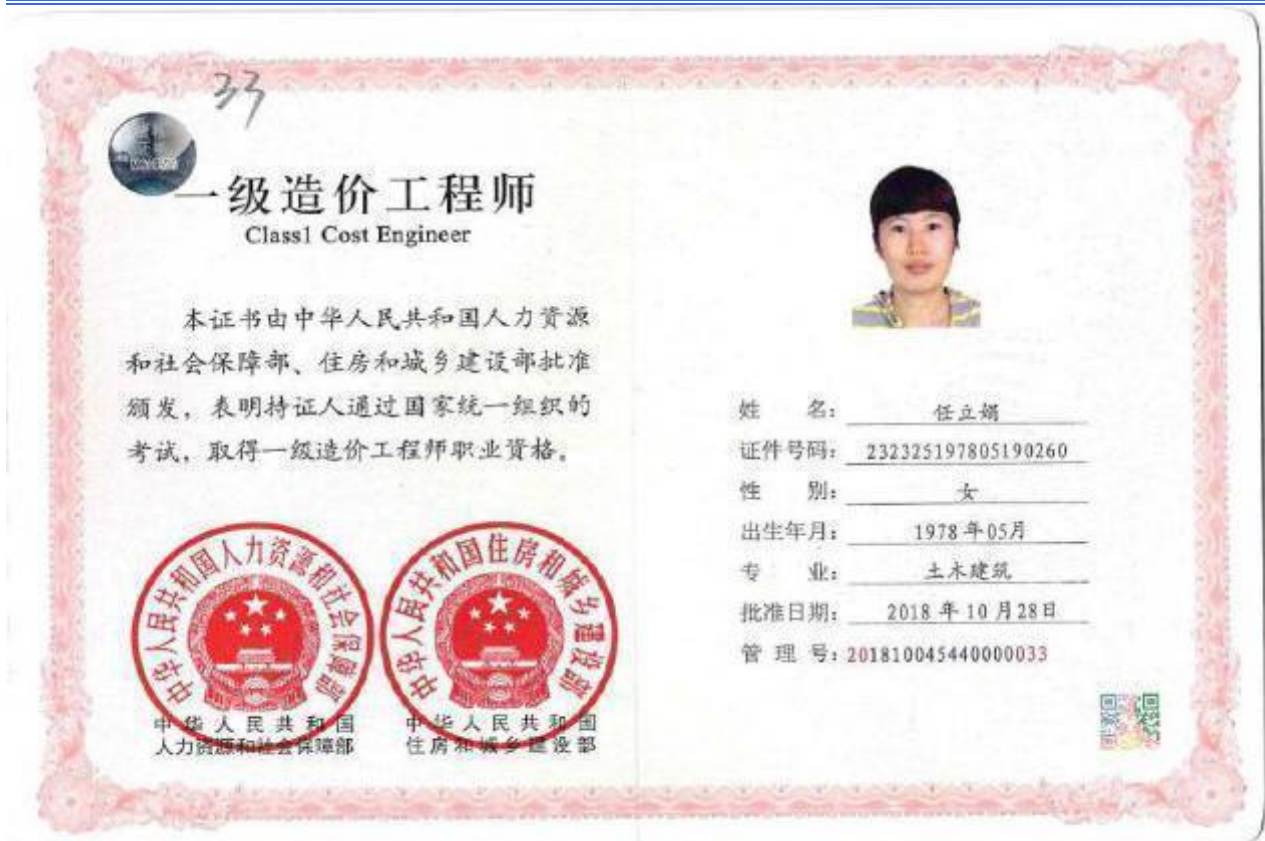 33
一级造价工程师
Class1 Cost Engineer
本证书由中华人民共和国人力资源
和社会保障部、住房和城乡建设部批准
颁发，表明持证人通过国家统一组织的
考试，取得一级造价工程师职业资格。
中华人民共和国人力资源和社会保障部
中华人民共和国住房和城乡建设部
中华人民共和国
人力资源和社会保障部
中华人民共和国
住房和城乡建设部
姓 名： 任立娟
证件号码： 232325197805190260
性 别： 女
出生年月： 1978年05月
专 业： 土木建筑
批准日期： 2018年10月28日
管 理 号：201810045440000033